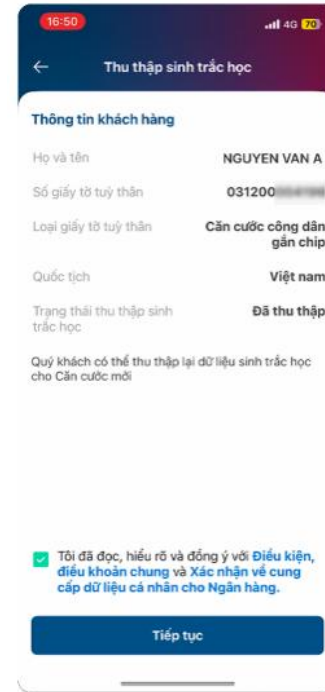 16:50
4G 70
Thu thập sinh trắc học
Thông tin khách hàng
Họ và tên NGUYEN VAN A
Số giấy tờ tuỳ thân 031200
Loại giấy tờ tuỳ thân Căn cước công dân
gắn chip
Quốc tịch Việt nam
Trạng thái thu thập sinh Đã thu thập
trắc học
Quý khách có thể thu thập lại dữ liệu sinh trắc học
cho Căn cước mới
Tôi đã đọc, hiểu rõ và đồng ý với Điều kiện,
điều khoản chung và Xác nhận về cung
cấp dữ liệu cá nhân cho Ngân hàng.
Tiếp tục